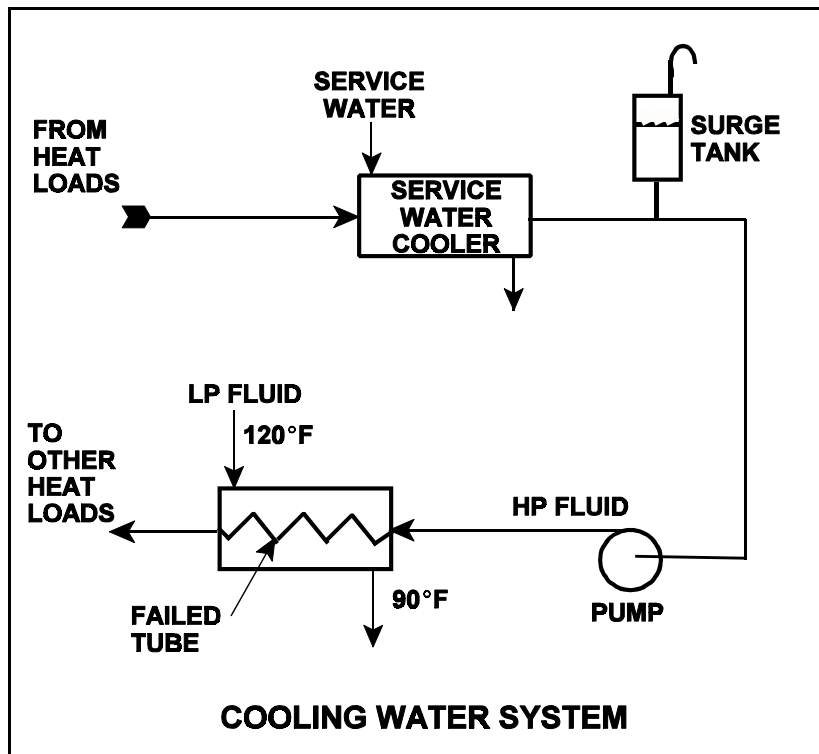 SERVICE
WATER
FROM
HEAT
LOADS
SURGE
TANK
SERVICE
WATER
COOLER
LP FLUID
120°F
TO
OTHER
HEAT
LOADS
HP FLUID
90°F
FAILED
TUBE
PUMP
COOLING WATER SYSTEM